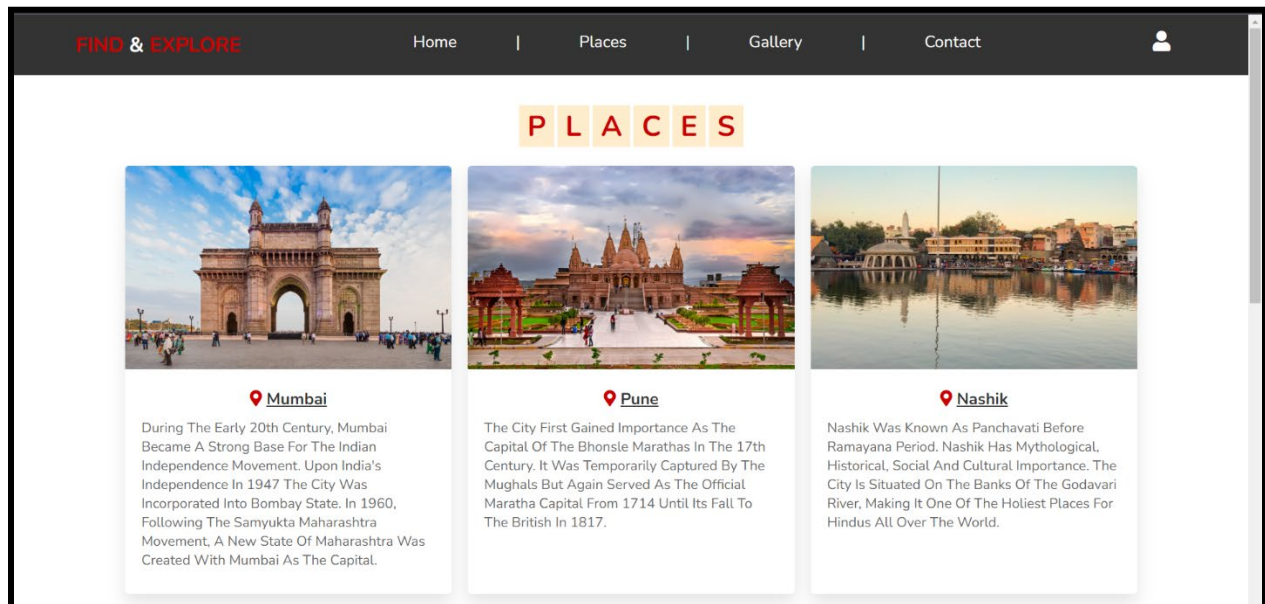 FIND & EXPLORE
Home | Places | Gallery | Contact
PLACES
Mumbai
During The Early 20th Century, Mumbai
Became A Strong Base For The Indian
Independence Movement. Upon India's
Independence In 1947 The City Was
Incorporated Into Bombay State. In 1960,
Following The Samyukta Maharashtra
Movement, A New State Of Maharashtra Was
Created With Mumbai As The Capital.
Pune
The City First Gained Importance As The
Capital Of The Bhonsle Marathas In The 17th
Century. It Was Temporarily Captured By The
Mughals But Again Served As The Official
Maratha Capital From 1714 Until Its Fall To
The British In 1817.
Nashik
Nashik Was Known As Panchavati Before
Ramayana Period. Nashik Has Mythological,
Historical, Social And Cultural Importance. The
City Is Situated On The Banks Of The Godavari
River, Making It One Of The Holiest Places For
Hindus All Over The World.